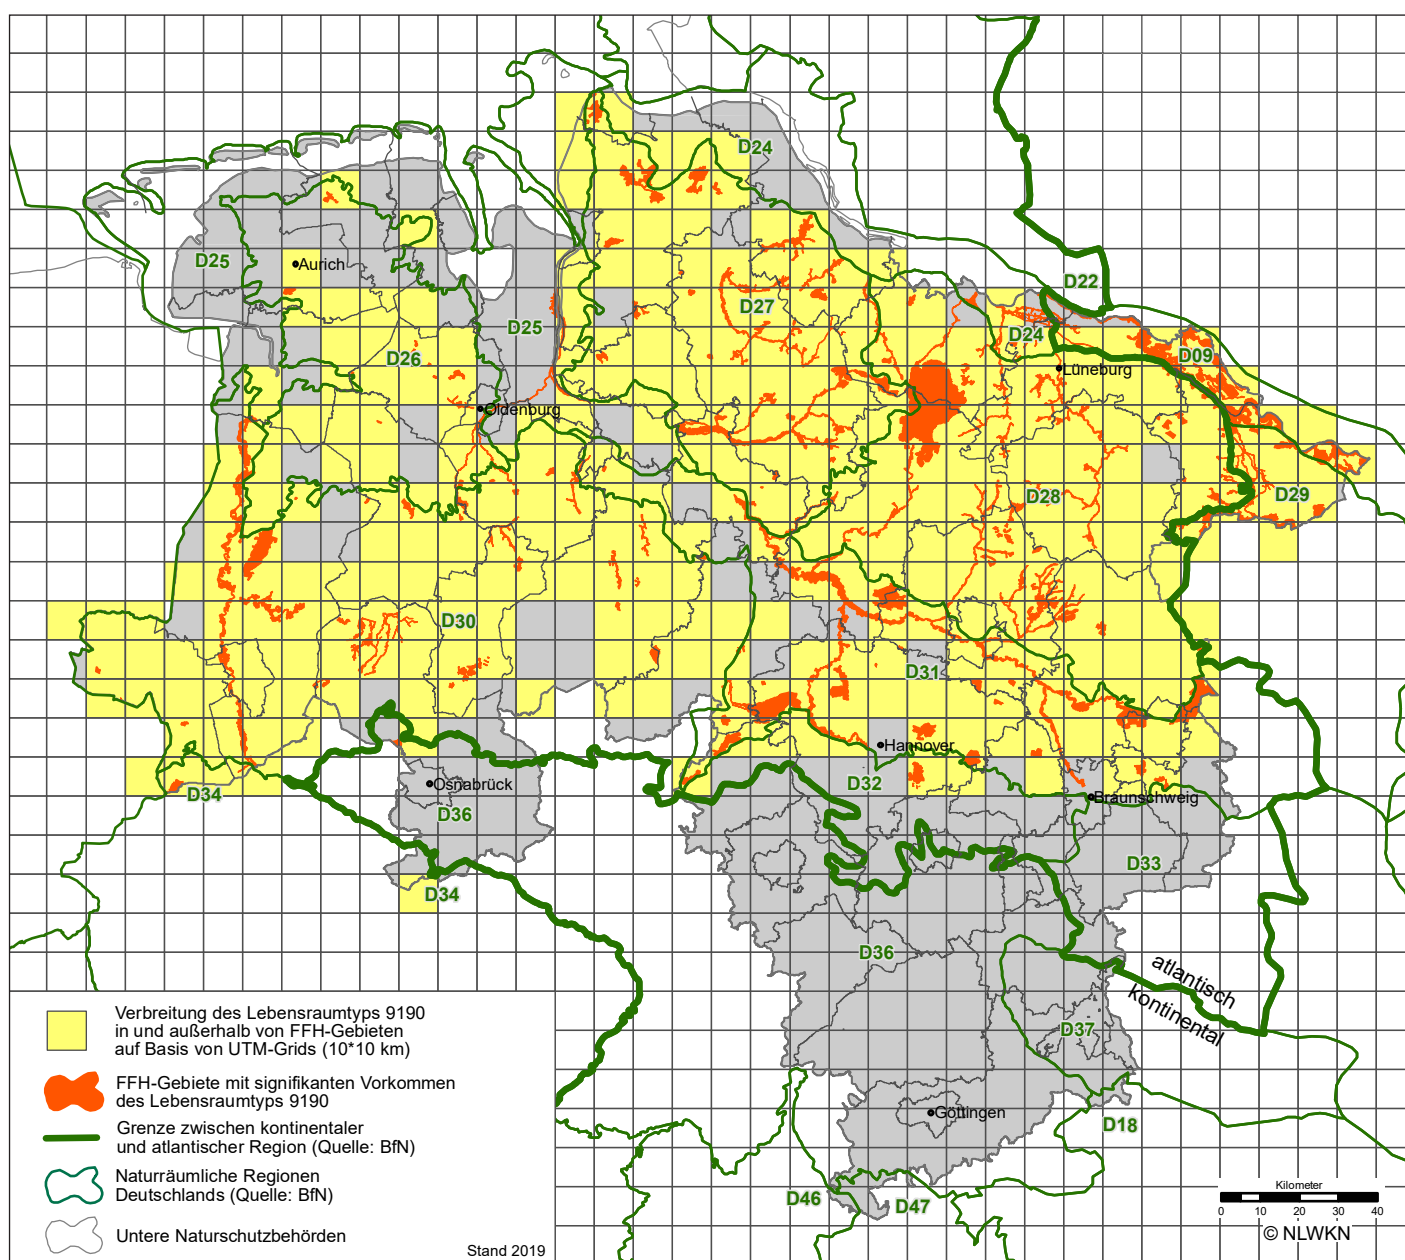 D24
D25
Aurich
D22
D27
D25
D24
D26
D09
Lüneburg
Oldenburg
D28
D29
D30
D31
Hannover
D32
Osnabrück
D34
Braunschweig
D36
D33
D34
D36
atlantisch
kontinental
D37
Göttingen
D18
D46
D47
Verbreitung des Lebensraumtyps 9190
in und außerhalb von FFH-Gebieten
auf Basis von UTM-Grids (10*10 km)
FFH-Gebiete mit signifikanten Vorkommen
des Lebensraumtyps 9190
Grenze zwischen kontinentaler
und atlantischer Region (Quelle: BfN)
Naturräumliche Regionen
Deutschlands (Quelle: BfN)
Untere Naturschutzbehörden
Stand 2019
Kilometer
0 10 20 30 40
© NLWKN